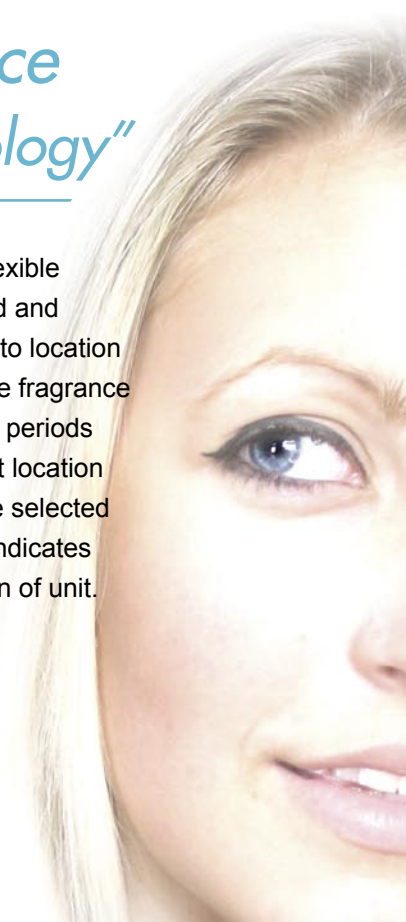 ce
ology”
exible
d and
to location
e fragrance
periods
t location
e selected
ndicates
n of unit.